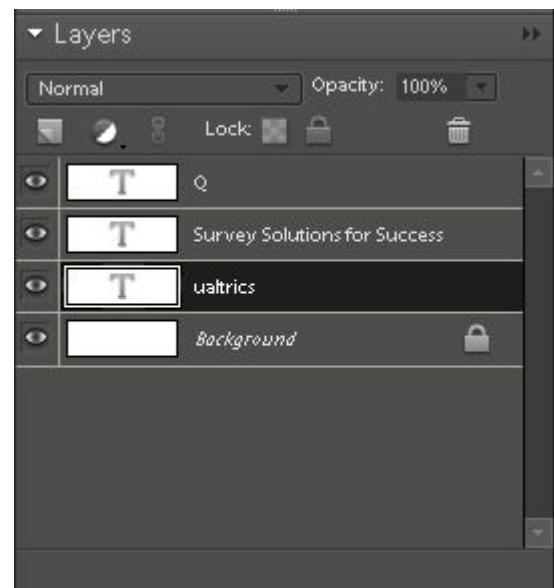 Layers
Normal Opacity: 100%
Lock:
T Q
T Survey Solutions for Success
T ualtrics
Background